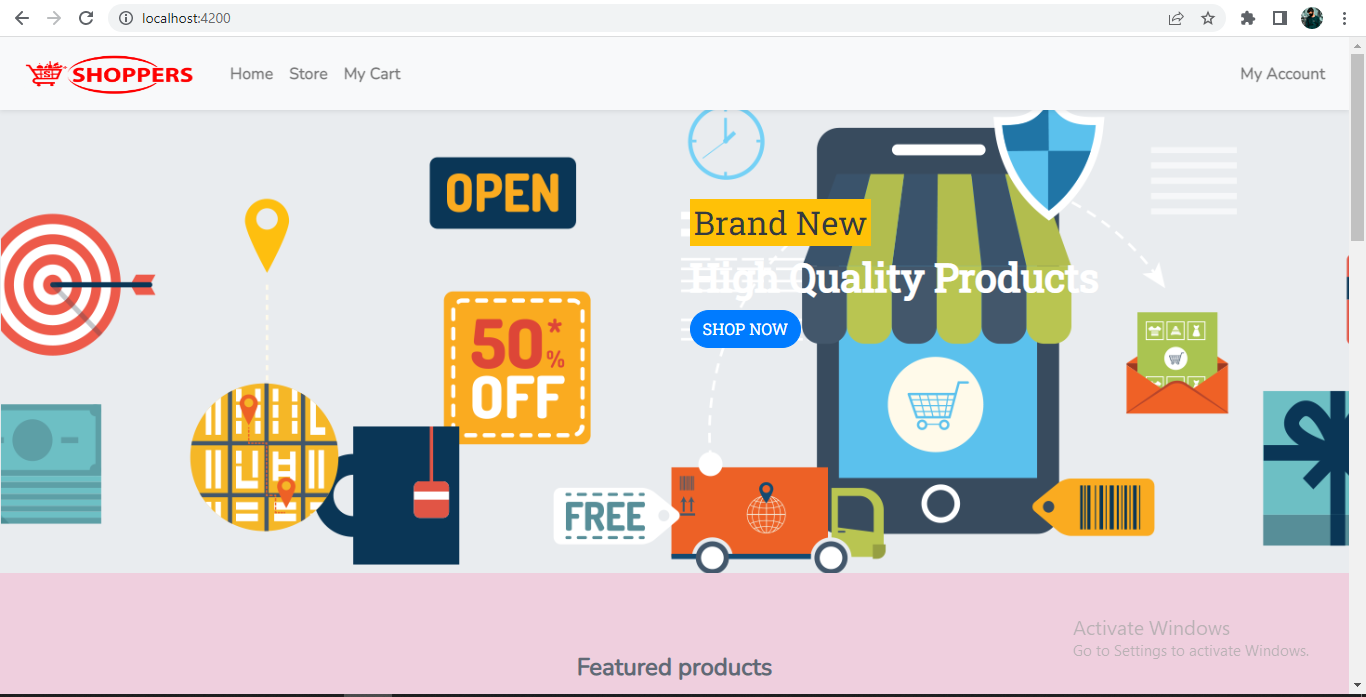 localhost:4200
SHOPPERS
Home Store My Cart My Account
OPEN
Brand New
High Quality Products
SHOP NOW
50*%
OFF
FREE
Featured products
Activate Windows
Go to Settings to activate Windows.